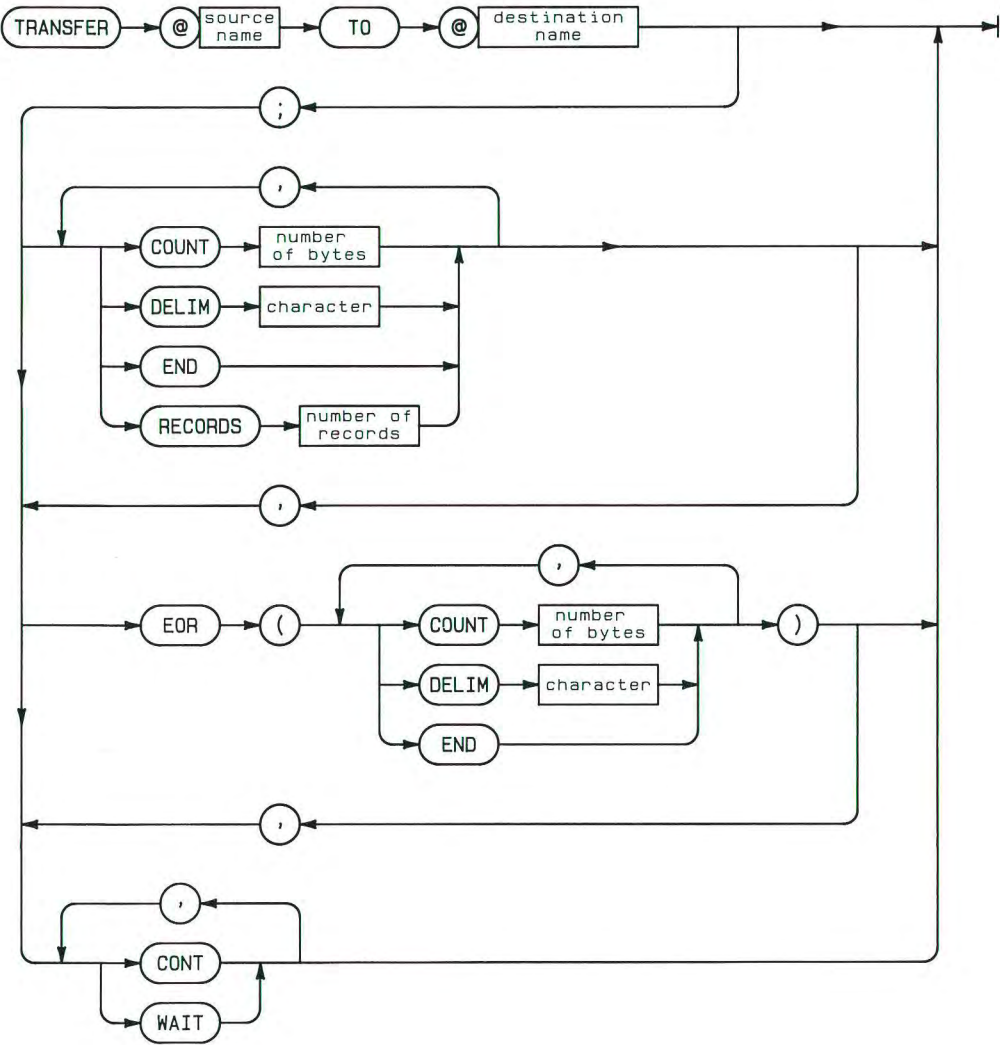 TRANSFER @ source name TO @ destination name
;
,
COUNT number of bytes
DELIM character
END
RECORDS number of records
,
,
EOR ( COUNT number of bytes )
DELIM character
END
,
,
CONT
WAIT